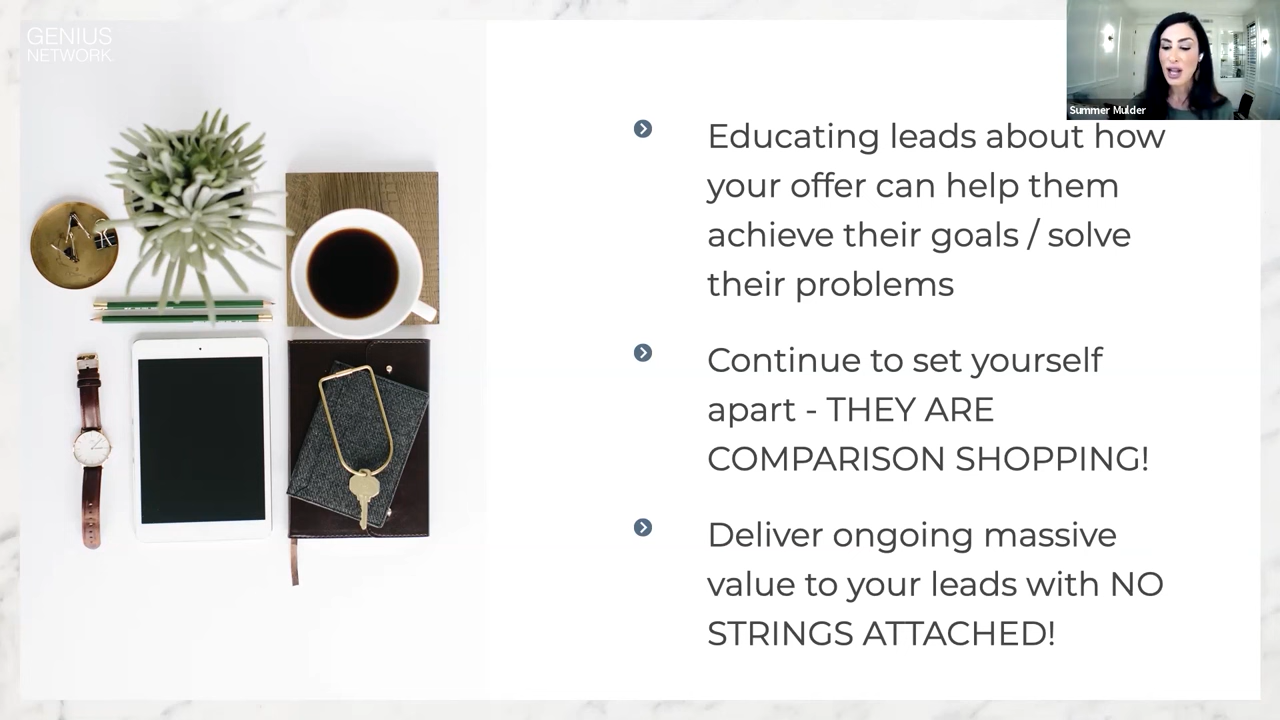 GENIUS
NETWORK
Summer Mulder
Educating leads about how
your offer can help them
achieve their goals / solve
their problems
Continue to set yourself
apart - THEY ARE
COMPARISON SHOPPING!
Deliver ongoing massive
value to your leads with NO
STRINGS ATTACHED!